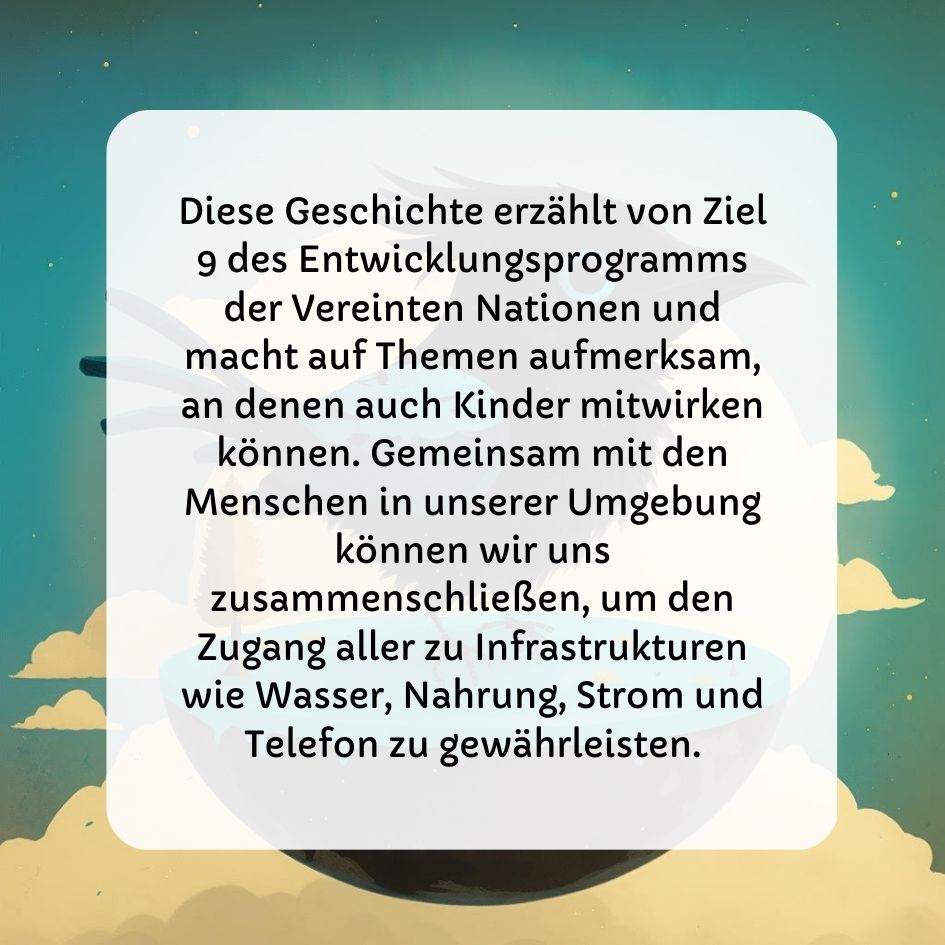 Diese Geschichte erzählt von Ziel
9 des Entwicklungsprogramms
der Vereinten Nationen und
macht auf Themen aufmerksam,
an denen auch Kinder mitwirken
können. Gemeinsam mit den
Menschen in unserer Umgebung
können wir uns
zusammenschließen, um den
Zugang aller zu Infrastrukturen
wie Wasser, Nahrung, Strom und
Telefon zu gewährleisten.